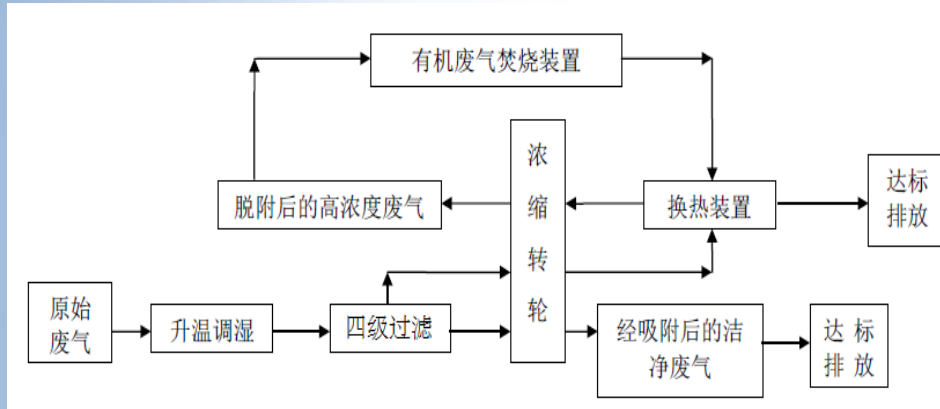 有机废气焚烧装置
浓
缩
转
轮
脱附后的高浓度废气
换热装置
达标
排放
原始
废气
升温调湿
四级过滤
经吸附后的洁
净废气
达 标
排 放